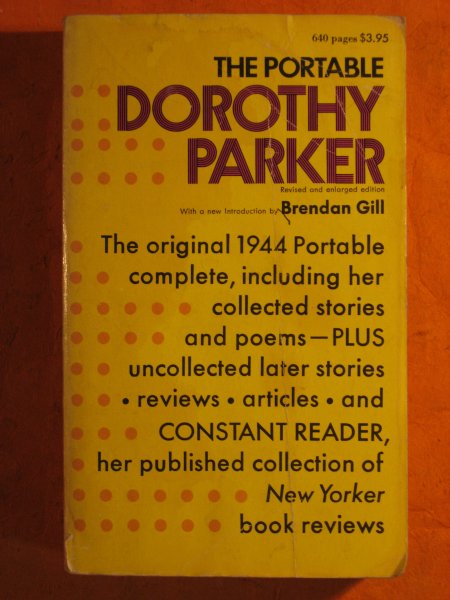 640 pages $3.95
THE PORTABLE
DOROTHY
PARKER
Revised and enlarged edition
With a new Introduction by Brendan Gill
The original 1944 Portable
complete, including her
collected stories
and poems—PLUS
uncollected later stories
• reviews • articles • and
CONSTANT READER,
her published collection of
New Yorker
book reviews